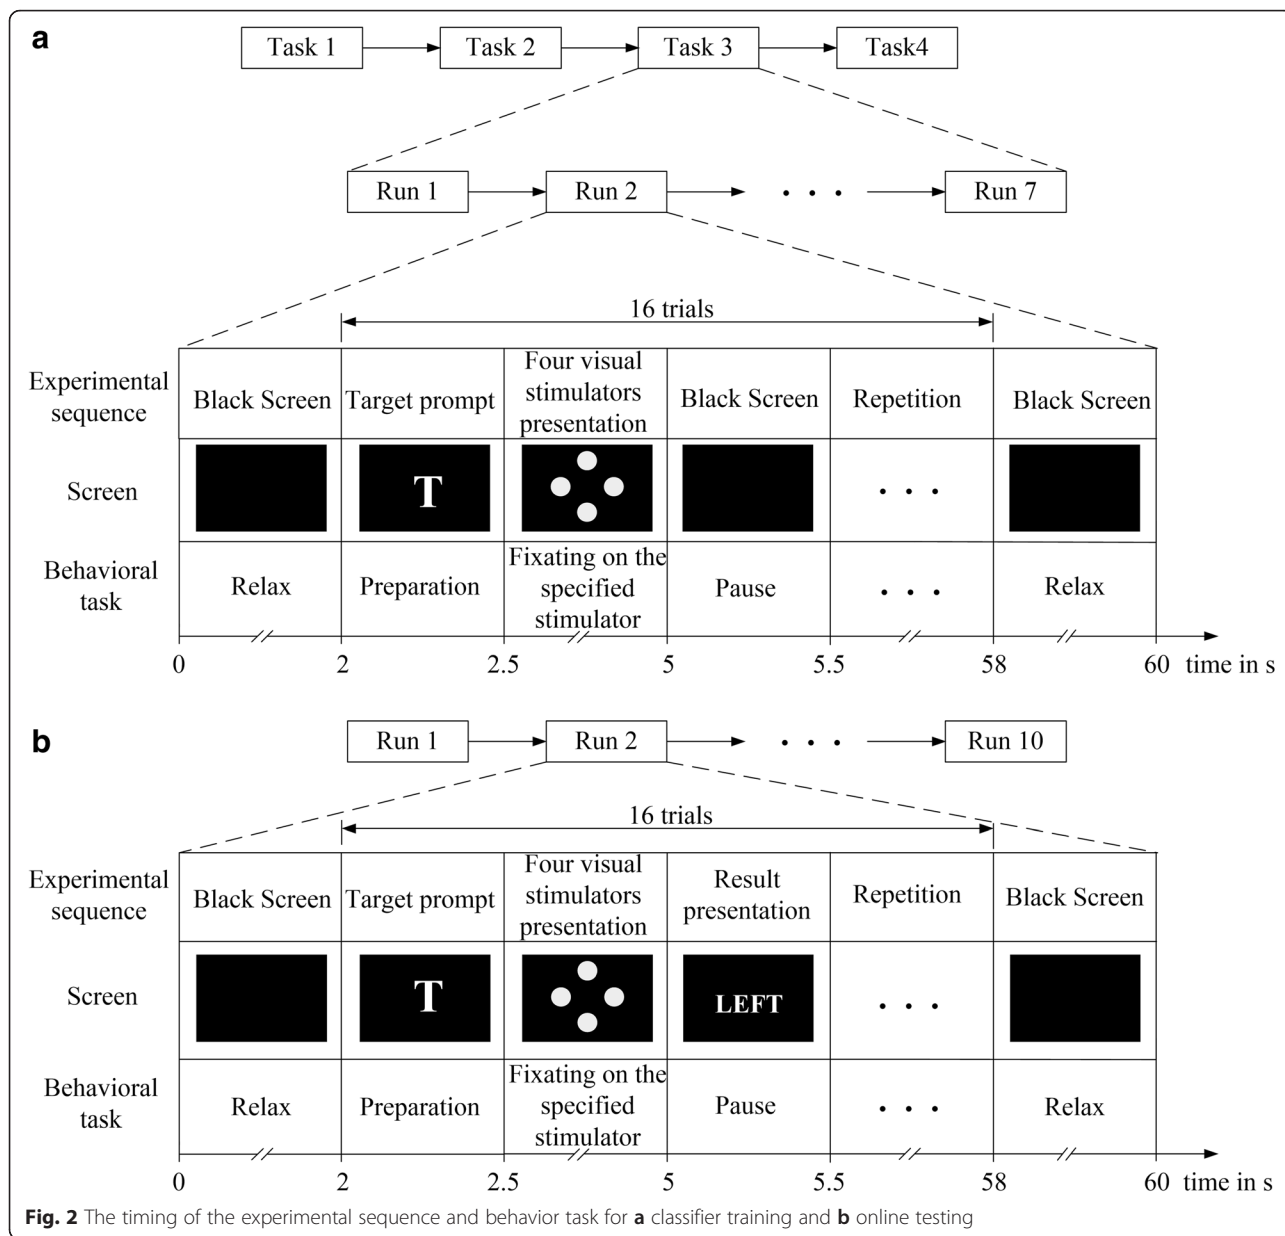 a
Task 1
Task 2
Task 3
Task4
Run 1
Run 2
. . .
Run 7
16 trials
Experimental
sequence
Black Screen
Target prompt
Four visual
stimulators
presentation
Black Screen
Repetition
Black Screen
Screen
T
. . .
Behavioral
task
Relax
Preparation
Fixating on the
specified
stimulator
Pause
. . .
Relax
0
2
2.5
5
5.5
58
60
time in s
b
Run 1
Run 2
. . .
Run 10
16 trials
Experimental
sequence
Black Screen
Target prompt
Four visual
stimulators
presentation
Result
presentation
Repetition
Black Screen
Screen
T
LEFT
. . .
Behavioral
task
Relax
Preparation
Fixating on the
specified
stimulator
Pause
. . .
Relax
0
2
2.5
5
5.5
58
60
time in s
Fig. 2 The timing of the experimental sequence and behavior task for a classifier training and b online testing